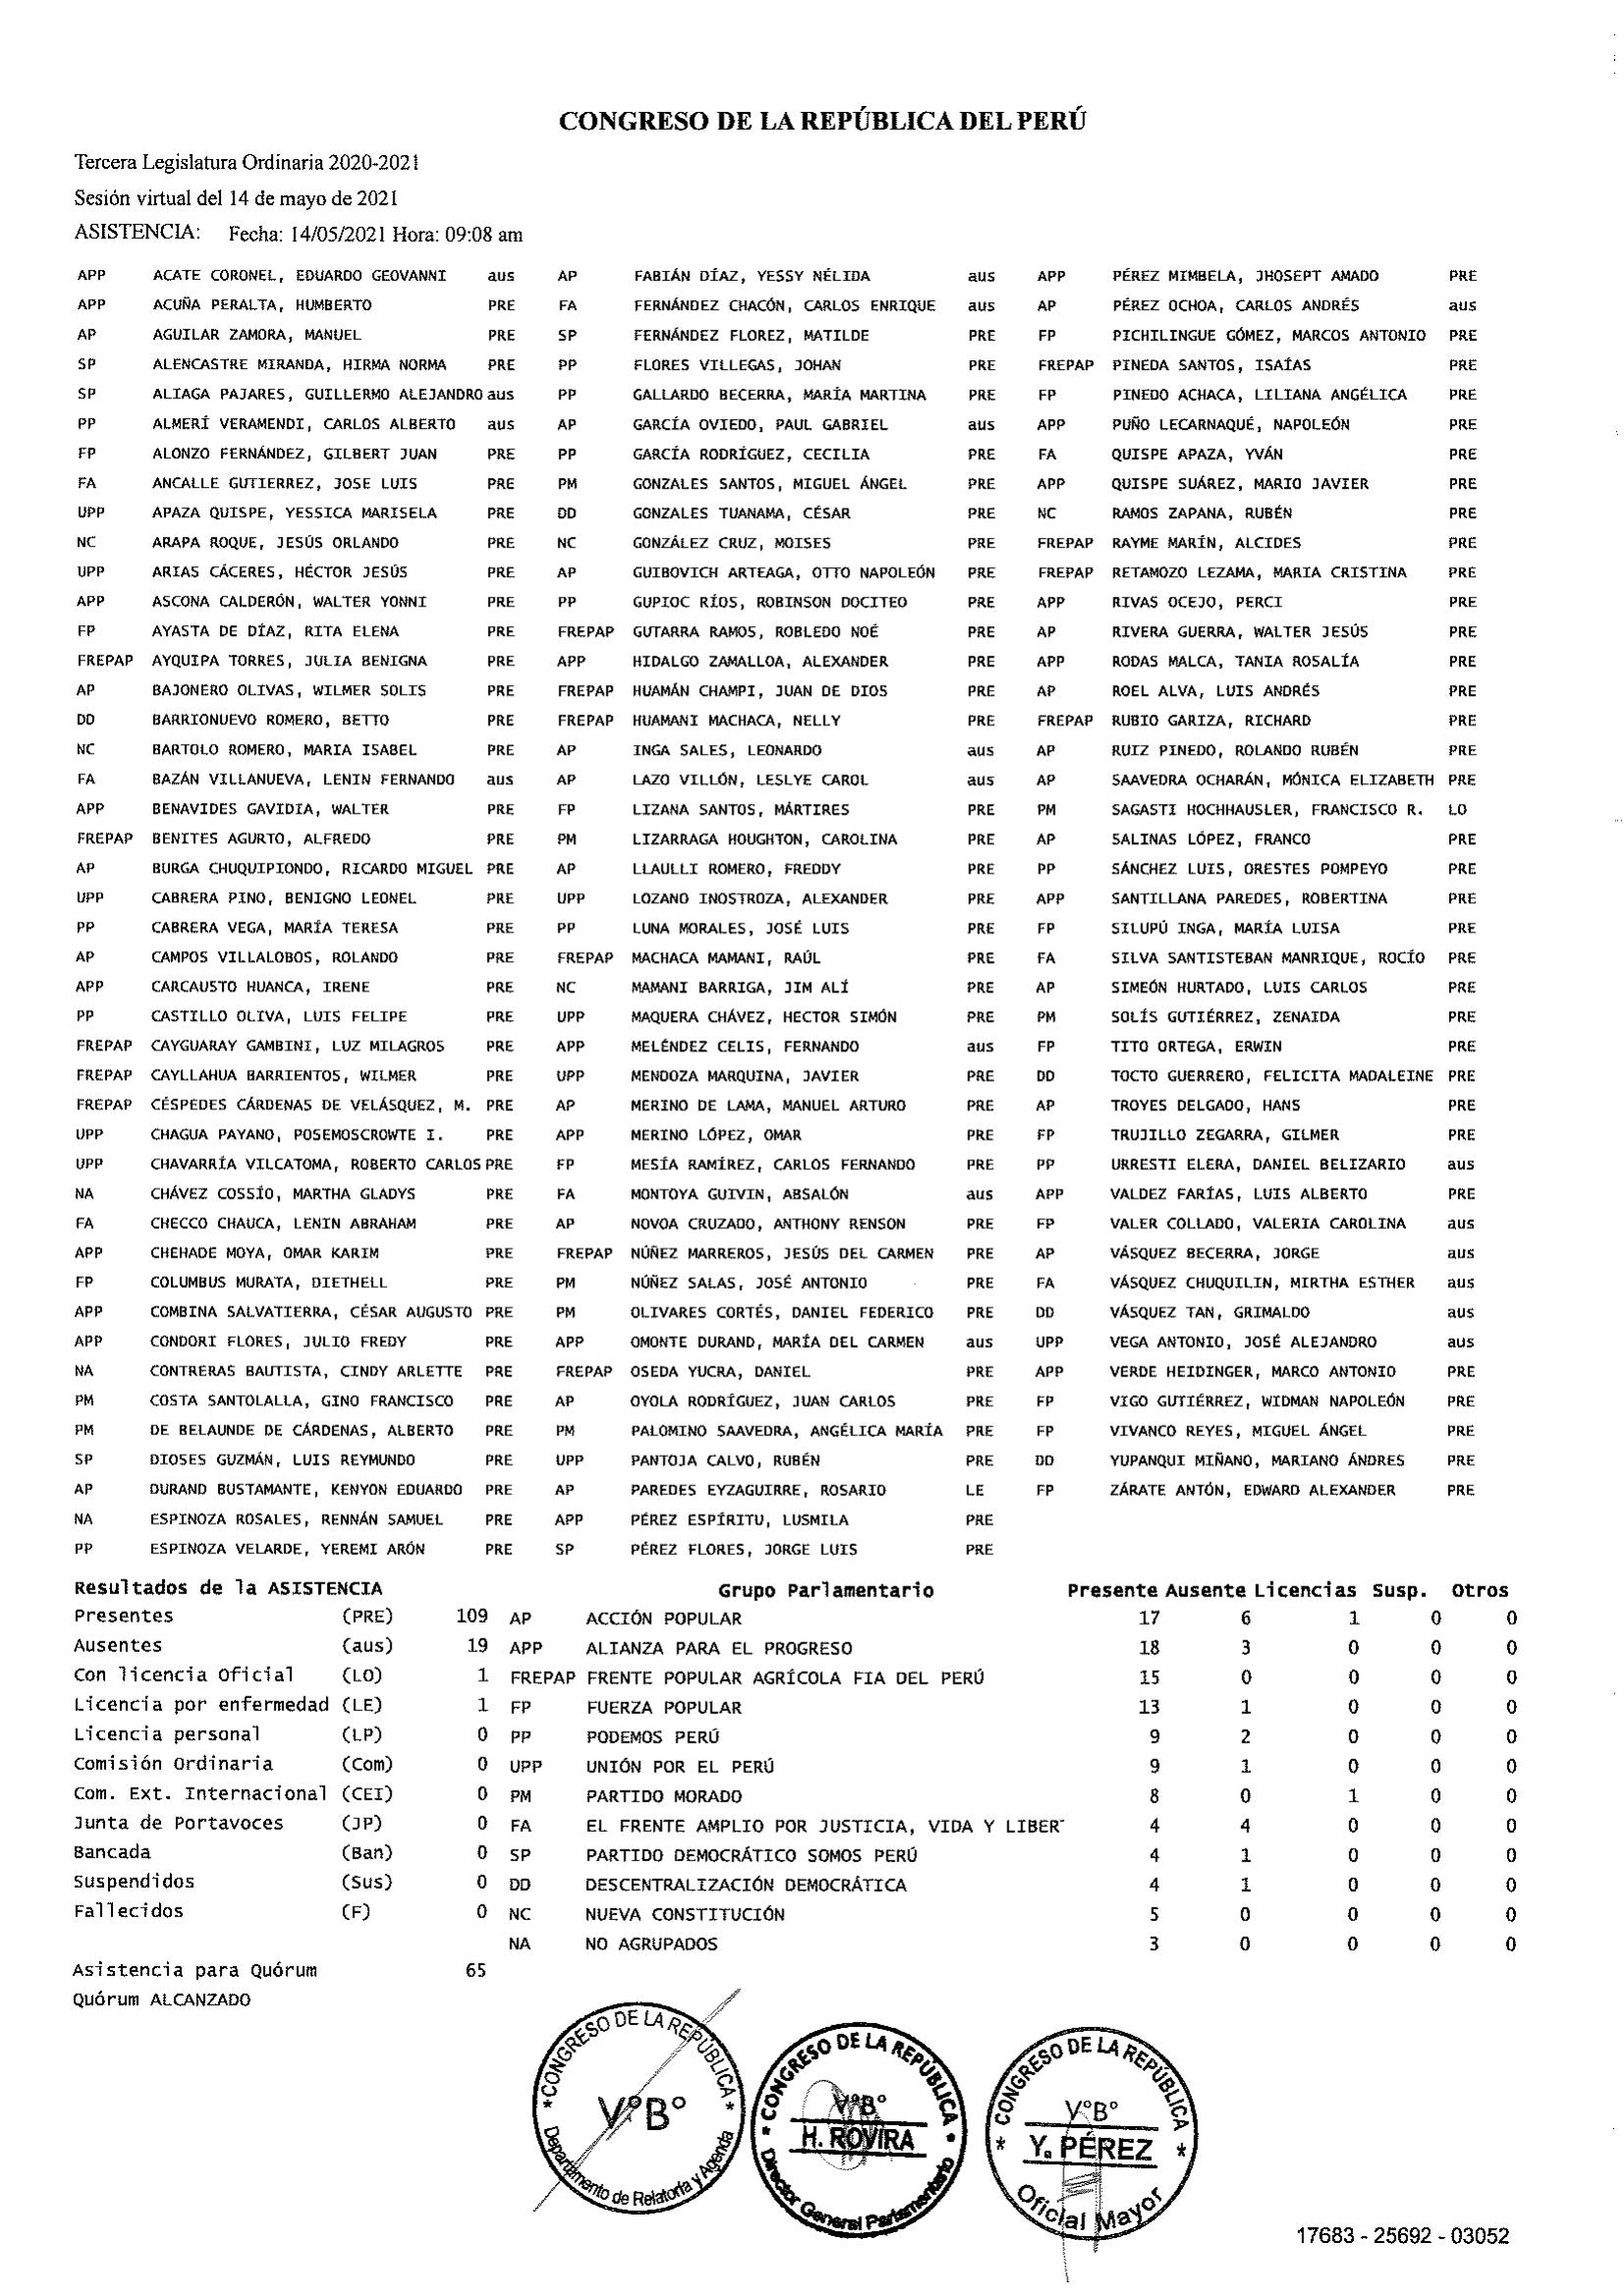 CONGRESO DE LA REPÚBLICA DEL PERÚ
Tercera Legislatura Ordinaria 2020-2021
Sesión virtual del 14 de mayo de 2021
ASISTENCIA: Fecha: 14/05/2021 Hora: 09:08 am
APP ACATE CORONEL, EDUARDO GEOVANNI aus AP FABIÁN DÍAZ, YESSY NÉLIDA aus APP PÉREZ MIMBELA, JHOSEPT AMADO PRE
APP ACUÑA PERALTA, HUMBERTO PRE FA FERNÁNDEZ CHACÓN, CARLOS ENRIQUE aus AP PÉREZ OCHOA, CARLOS ANDRÉS aus
AP AGUILAR ZAMORA, MANUEL PRE SP FERNÁNDEZ FLOREZ, MATILDE PRE FP PICHILINGUE GÓMEZ, MARCOS ANTONIO PRE
SP ALENCASTRE MIRANDA, HIRMA NORMA PRE PP FLORES VILLEGAS, JOHAN PRE FREPAP PINEDA SANTOS, ISAÍAS PRE
SP ALIAGA PAJARES, GUILLERMO ALEJANDRO aus PP GALLARDO BECERRA, MARÍA MARTINA PRE FP PINEDO ACHACA, LILIANA ANGÉLICA PRE
PP ALMERÍ VERAMENDI, CARLOS ALBERTO aus AP GARCÍA OVIEDO, PAUL GABRIEL aus APP PUÑO LECARNAQUÉ, NAPOLEÓN PRE
FP ALONZO FERNÁNDEZ, GILBERT JUAN PRE PP GARCÍA RODRÍGUEZ, CECILIA PRE FA QUISPE APAZA, YVÁN PRE
FA ANCALLE GUTIERREZ, JOSE LUIS PRE PM GONZALES SANTOS, MIGUEL ÁNGEL PRE APP QUISPE SUÁREZ, MARIO JAVIER PRE
UPP APAZA QUISPE, YESSICA MARISELA PRE DD GONZALES TUANAMA, CÉSAR PRE NC RAMOS ZAPANA, RUBÉN PRE
NC ARAPA ROQUE, JESÚS ORLANDO PRE NC GONZÁLEZ CRUZ, MOISES PRE FREPAP RAYME MARÍN, ALCIDES PRE
UPP ARIAS CÁCERES, HÉCTOR JESÚS PRE AP GUIBOVICH ARTEAGA, OTTO NAPOLEÓN PRE FREPAP RETAMOZO LEZAMA, MARIA CRISTINA PRE
APP ASCONA CALDERÓN, WALTER YONNI PRE PP GUPIOC RÍOS, ROBINSON DOCITEO PRE APP RIVAS OCEJO, PERCI PRE
FP AYASTA DE DÍAZ, RITA ELENA PRE FREPAP GUTARRA RAMOS, ROBLEDO NOÉ PRE AP RIVERA GUERRA, WALTER JESÚS PRE
FREPAP AYQUIPA TORRES, JULIA BENIGNA PRE APP HIDALGO ZAMALLOA, ALEXANDER PRE APP RODAS MALCA, TANIA ROSALÍA PRE
AP BAJONERO OLIVAS, WILMER SOLIS PRE FREPAP HUAMÁN CHAMPI, JUAN DE DIOS PRE AP ROEL ALVA, LUIS ANDRÉS PRE
DD BARRIONUEVO ROMERO, BETTO PRE FREPAP HUAMANI MACHACA, NELLY PRE FREPAP RUBIO GARIZA, RICHARD PRE
NC BARTOLO ROMERO, MARIA ISABEL PRE AP INGA SALES, LEONARDO aus AP RUIZ PINEDO, ROLANDO RUBÉN PRE
FA BAZÁN VILLANUEVA, LENIN FERNANDO aus AP LAZO VILLÓN, LESLYE CAROL aus AP SAAVEDRA OCHARÁN, MÓNICA ELIZABETH PRE
APP BENAVIDES GAVIDIA, WALTER PRE FP LIZANA SANTOS, MÁRTIRES PRE PM SAGASTI HOCHHAUSLER, FRANCISCO R. LO
FREPAP BENITES AGURTO, ALFREDO PRE PM LIZARRAGA HOUGHTON, CAROLINA PRE AP SALINAS LÓPEZ, FRANCO PRE
AP BURGA CHUQUIPIONDO, RICARDO MIGUEL PRE AP LLAULLI ROMERO, FREDDY PRE PP SÁNCHEZ LUIS, ORESTES POMPEYO PRE
UPP CABRERA PINO, BENIGNO LEONEL PRE UPP LOZANO INOSTROZA, ALEXANDER PRE APP SANTILLANA PAREDES, ROBERTINA PRE
PP CABRERA VEGA, MARÍA TERESA PRE PP LUNA MORALES, JOSÉ LUIS PRE FP SILUPÚ INGA, MARÍA LUISA PRE
AP CAMPOS VILLALOBOS, ROLANDO PRE FREPAP MACHACA MAMANI, RAÚL PRE FA SILVA SANTISTEBAN MANRIQUE, ROCÍO PRE
APP CARCAUSTO HUANCA, IRENE PRE NC MAMANI BARRIGA, JIM ALÍ PRE AP SIMEÓN HURTADO, LUIS CARLOS PRE
PP CASTILLO OLIVA, LUIS FELIPE PRE UPP MAQUERA CHÁVEZ, HECTOR SIMÓN PRE PM SOLÍS GUTIÉRREZ, ZENAIDA PRE
FREPAP CAYGUARAY GAMBINI, LUZ MILAGROS PRE APP MELÉNDEZ CELIS, FERNANDO aus FP TITO ORTEGA, ERWIN PRE
FREPAP CAYLLAHUA BARRIENTOS, WILMER PRE UPP MENDOZA MARQUINA, JAVIER PRE DD TOCTO GUERRERO, FELICITA MADALEINE PRE
FREPAP CÉSPEDES CÁRDENAS DE VELÁSQUEZ, M. PRE AP MERINO DE LAMA, MANUEL ARTURO PRE AP TROYES DELGADO, HANS PRE
UPP CHAGUA PAYANO, POSEMOSCROWTE I. PRE APP MERINO LÓPEZ, OMAR PRE FP TRUJILLO ZEGARRA, GILMER PRE
UPP CHAVARRÍA VILCATOMA, ROBERTO CARLOS PRE FP MESÍA RAMÍREZ, CARLOS FERNANDO PRE PP URRESTI ELERA, DANIEL BELIZARIO aus
NA CHÁVEZ COSSÍO, MARTHA GLADYS PRE FA MONTOYA GUIVIN, ABSALÓN aus APP VALDEZ FARÍAS, LUIS ALBERTO PRE
FA CHECCO CHAUCA, LENIN ABRAHAM PRE AP NOVOA CRUZADO, ANTHONY RENSON PRE FP VALER COLLADO, VALERIA CAROLINA aus
APP CHEHADE MOYA, OMAR KARIM PRE FREPAP NÚÑEZ MARREROS, JESÚS DEL CARMEN PRE AP VÁSQUEZ BECERRA, JORGE aus
FP COLUMBUS MURATA, DIETHELL PRE PM NÚÑEZ SALAS, JOSÉ ANTONIO PRE FA VÁSQUEZ CHUQUILIN, MIRTHA ESTHER aus
APP COMBINA SALVATIERRA, CÉSAR AUGUSTO PRE PM OLIVARES CORTÉS, DANIEL FEDERICO PRE DD VÁSQUEZ TAN, GRIMALDO aus
APP CONDORI FLORES, JULIO FREDY PRE APP OMONTE DURAND, MARÍA DEL CARMEN aus UPP VEGA ANTONIO, JOSÉ ALEJANDRO aus
NA CONTRERAS BAUTISTA, CINDY ARLETTE PRE FREPAP OSEDA YUCRA, DANIEL PRE APP VERDE HEIDINGER, MARCO ANTONIO PRE
PM COSTA SANTOLALLA, GINO FRANCISCO PRE AP OYOLA RODRÍGUEZ, JUAN CARLOS PRE FP VIGO GUTIÉRREZ, WIDMAN NAPOLEÓN PRE
PM DE BELAUNDE DE CÁRDENAS, ALBERTO PRE PM PALOMINO SAAVEDRA, ANGÉLICA MARÍA PRE FP VIVANCO REYES, MIGUEL ÁNGEL PRE
SP DIOSES GUZMÁN, LUIS REYMUNDO PRE UPP PANTOJA CALVO, RUBÉN PRE DD YUPANQUI MIÑANO, MARIANO ÁNDRES PRE
AP DURAND BUSTAMANTE, KENYON EDUARDO PRE AP PAREDES EYZAGUIRRE, ROSARIO LE FP ZÁRATE ANTÓN, EDWARD ALEXANDER PRE
NA ESPINOZA ROSALES, RENNÁN SAMUEL PRE APP PÉREZ ESPÍRITU, LUSMILA PRE
PP ESPINOZA VELARDE, YEREMI ARÓN PRE SP PÉREZ FLORES, JORGE LUIS PRE
Resultados de la ASISTENCIA Grupo Parlamentario Presente Ausente Licencias Susp. Otros
Presentes (PRE) 109 AP ACCIÓN POPULAR 17 6 1 0 0
Ausentes (aus) 19 APP ALIANZA PARA EL PROGRESO 18 3 0 0 0
Con licencia Oficial (LO) 1 FREPAP FRENTE POPULAR AGRÍCOLA FIA DEL PERÚ 15 0 0 0 0
Licencia por enfermedad (LE) 1 FP FUERZA POPULAR 13 1 0 0 0
Licencia personal (LP) 0 PP PODEMOS PERÚ 9 2 0 0 0
Comisión Ordinaria (Com) 0 UPP UNIÓN POR EL PERÚ 9 1 0 0 0
Com. Ext. Internacional (CEI) 0 PM PARTIDO MORADO 8 0 1 0 0
Junta de Portavoces (JP) 0 FA EL FRENTE AMPLIO POR JUSTICIA, VIDA Y LIBER 4 4 0 0 0
Bancada (Ban) 0 SP PARTIDO DEMOCRÁTICO SOMOS PERÚ 4 1 0 0 0
Suspendidos (Sus) 0 DD DESCENTRALIZACIÓN DEMOCRÁTICA 4 1 0 0 0
Fallecidos (F) 0 NC NUEVA CONSTITUCIÓN 5 0 0 0 0
NA NO AGRUPADOS 3 0 0 0 0
Asistencia para Quórum 65
Quórum ALCANZADO
* CONGRESO DE LA REPÚBLICA *
V°B°
Departamento de Relatoría y Agenda
* CONGRESO DE LA REPÚBLICA *
V°B°
H. ROVIRA
Director General Parlamentario
* CONGRESO DE LA REPÚBLICA *
V°B°
Y. PÉREZ
Oficial Mayor
17683 - 25692 - 03052